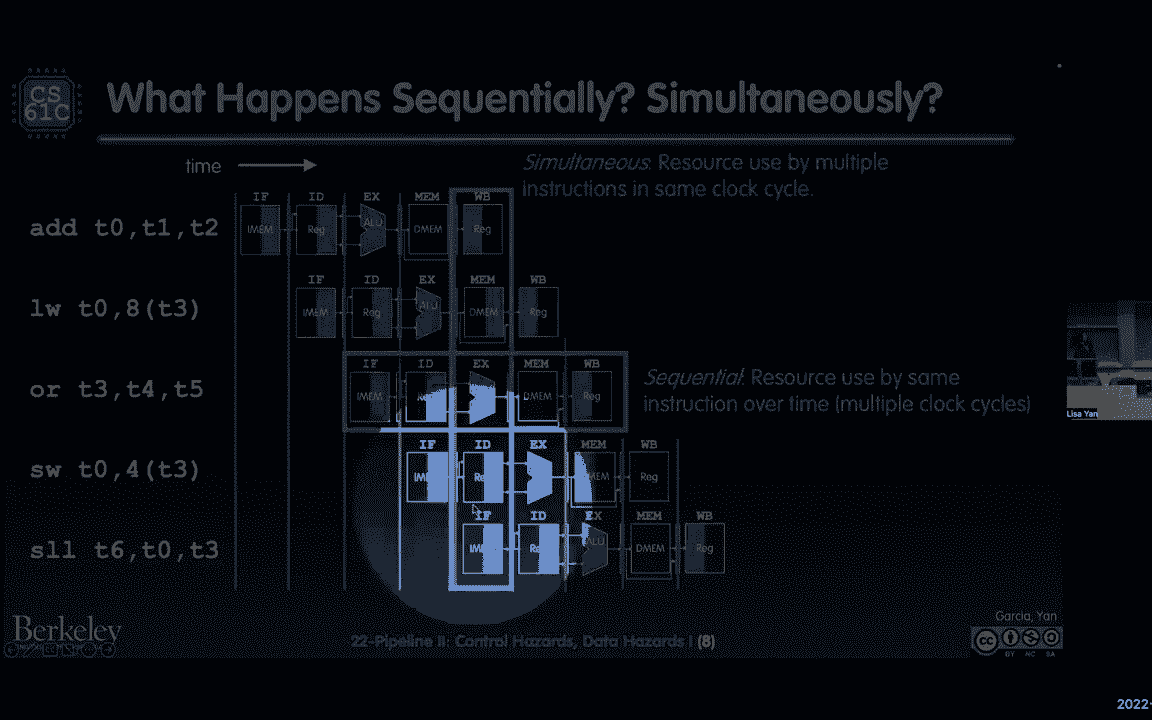 CS
61C
What Happens Sequentially? Simultaneously?
time
Simultaneous: Resource use by multiple
instructions in same clock cycle.
IF ID EX MEM WB
add t0,t1,t2
IMEM Reg ALU DMEM Reg
IF ID EX MEM WB
lw t0,8(t3)
IMEM Reg ALU DMEM Reg
IF ID EX MEM WB
or t3,t4,t5
IMEM Reg DMEM Reg
Sequential: Resource use by same
instruction over time (multiple clock cycles)
Lisa Yan
IF ID EX MEM WB
sw t0,4(t3)
Reg
IF ID EX MEM WB
sll t6,t0,t3
ALU DMEM Reg
Berkeley
22-Pipeline II: Control Hazards, Data Hazards I (8)
Garcia, Yan
cc
BY NC SA
2022-